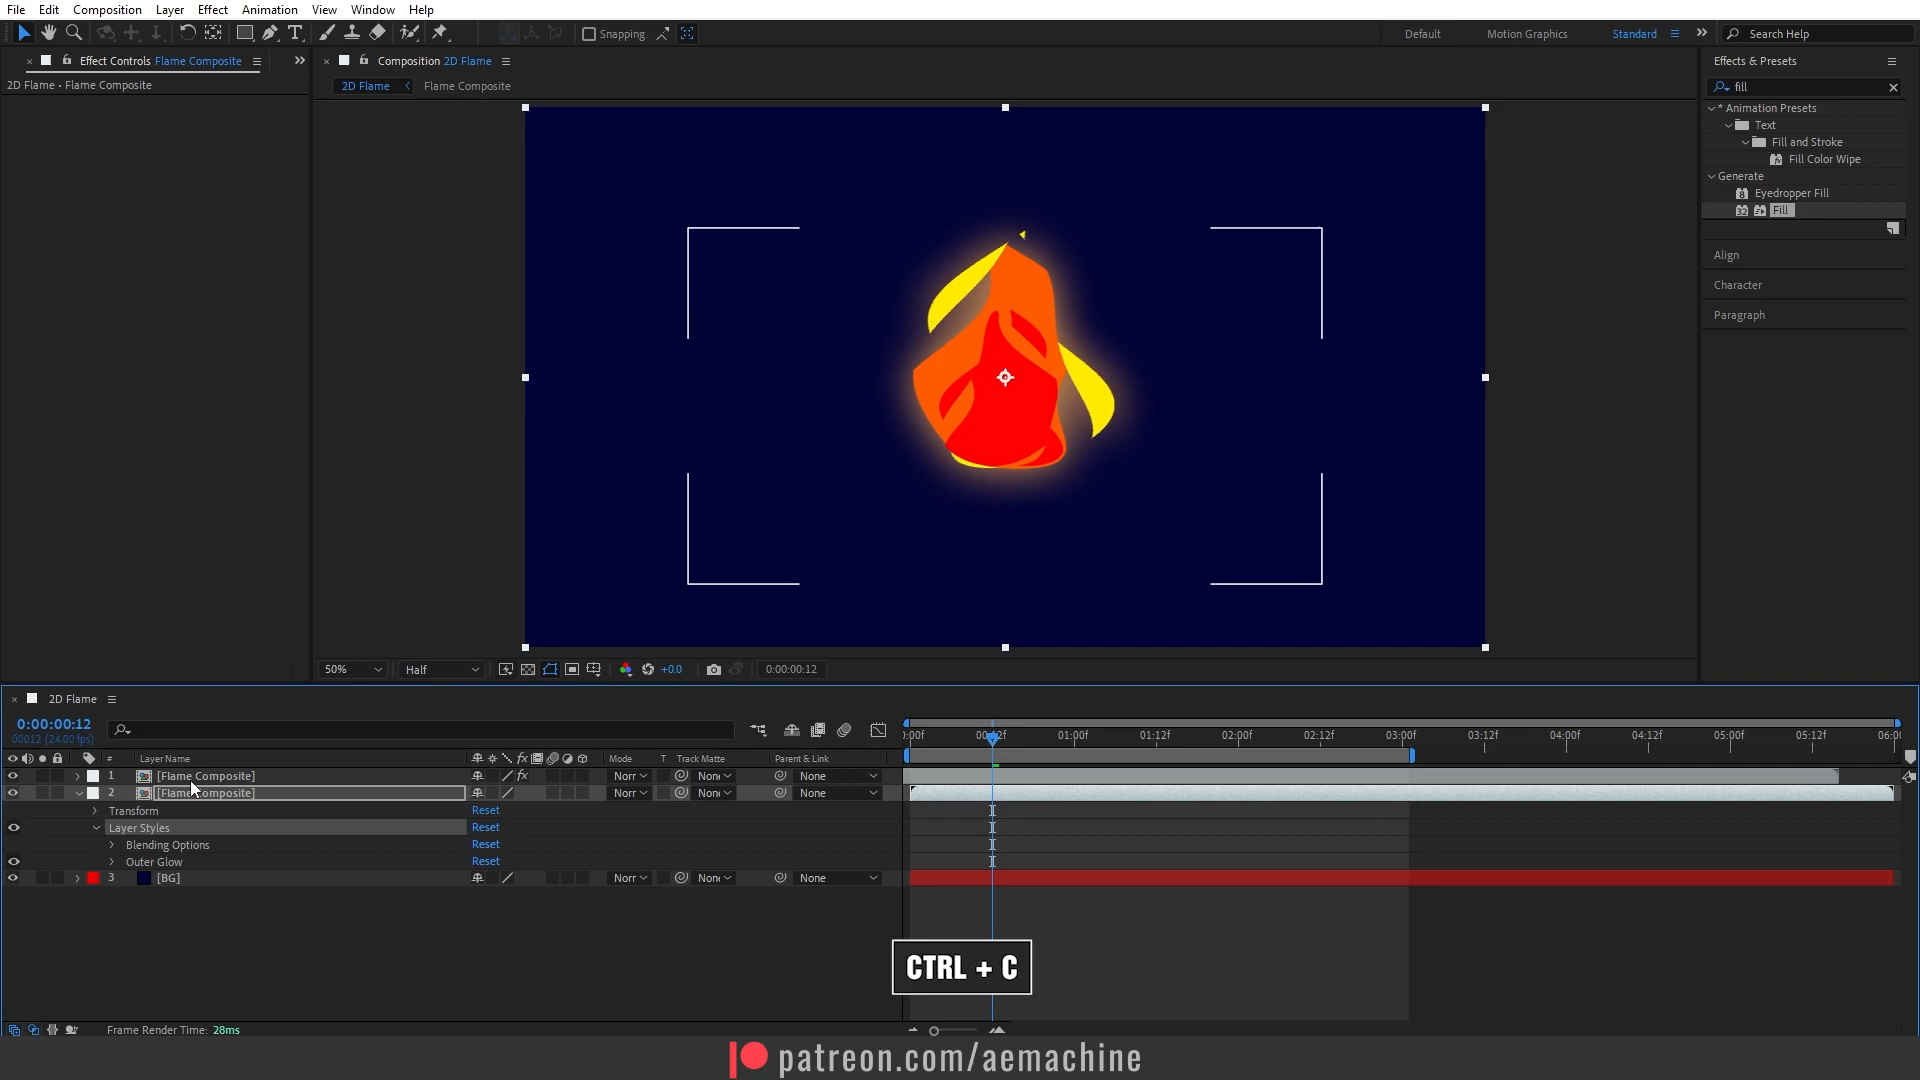 File Edit Composition Layer Effect Animation View Window Help
Snapping Default Motion Graphics Standard Search Help
Effect Controls Flame Composite
2D Flame • Flame Composite
Composition 2D Flame
2D Flame Flame Composite
Effects & Presets
fill
* Animation Presets
Text
Fill and Stroke
Fill Color Wipe
Generate
Eyedropper Fill
Fill
Align
Character
Paragraph
50% Half +0.0 0:00:00:12
2D Flame
0:00:00:12
00012 (24.00 fps)
# Layer Name fx Mode T Track Matte Parent & Link
01:00f 01:12f 02:00f 02:12f 03:00f 03:12f 04:00f 04:12f 05:00f 05:12f
1 [Flame Composite] fx None
2 [Flame Composite] None
Transform Reset
Layer Styles Reset
Blending Options Reset
Outer Glow Reset
3 [BG] None
CTRL + C
Frame Render Time: 28ms
patreon.com/aemachine